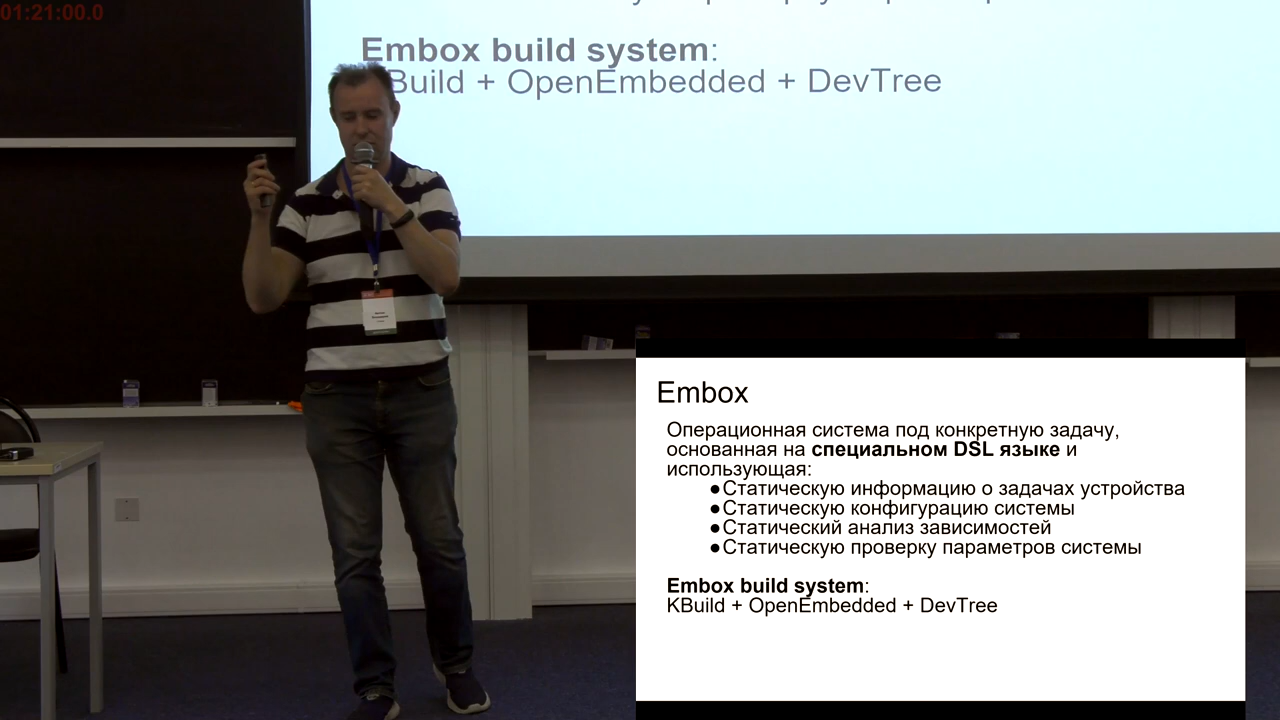 01:21:00.0
Embox build system:
Build + OpenEmbedded + DevTree
Embox
Операционная система под конкретную задачу,
основанная на специальном DSL языке и
использующая:
●Статическую информацию о задачах устройства
●Статическую конфигурацию системы
●Статический анализ зависимостей
●Статическую проверку параметров системы
Embox build system:
KBuild + OpenEmbedded + DevTree